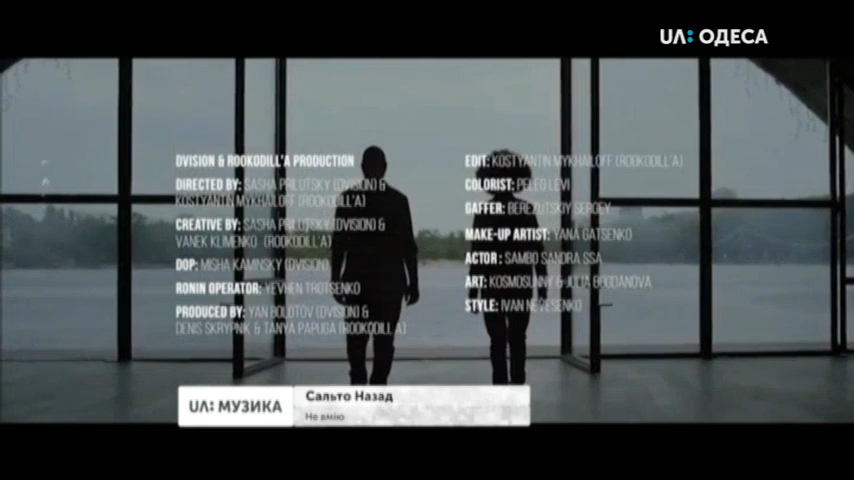 UA: ОДЕСА
DVISION & ROOKODILL'A PRODUCTION
DIRECTED BY: SASHA PRILUTSKY (DVISION) &
KOSTYANTIN MYKHAILOFF (ROOKODILL'A)
CREATIVE BY: SASHA PRILUTSKY (DVISION) &
VANEK KLIMENKO (ROOKODILL'A)
DOP: MISHA KAMINSKY (DVISION)
RONIN OPERATOR: YEVHEN TROTSENKO
PRODUCED BY: YAN BOLOTOV (DVISION) &
DENIS SKRYPNIK & TANYA PAPUGA (ROOKODILL'A)
EDIT: KOSTYANTIN MYKHAILOFF (ROOKODILL'A)
COLORIST: PELEG LEVI
GAFFER: BEREZUTSKIY SERGEY
MAKE-UP ARTIST: YANA GATSENKO
ACTOR : SAMBO SANDRA SSA
ART: KOSMOSUNNY & JULIA BOGDANOVA
STYLE: IVAN NEVESENKO
UA: МУЗИКА
Сальто Назад
Не вмію